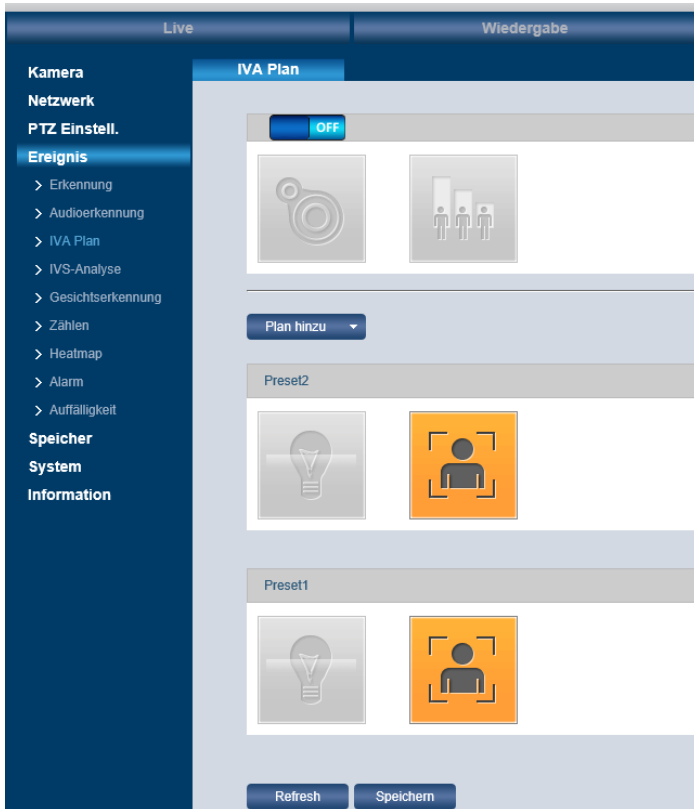 Live
Wiedergabe
Kamera
Netzwerk
PTZ Einstell.
Ereignis
Erkennung
Audioerkennung
IVA Plan
IVS-Analyse
Gesichtserkennung
Zählen
Heatmap
Alarm
Auffälligkeit
Speicher
System
Information
IVA Plan
OFF
Plan hinzu
Preset2
Preset1
Refresh
Speichern